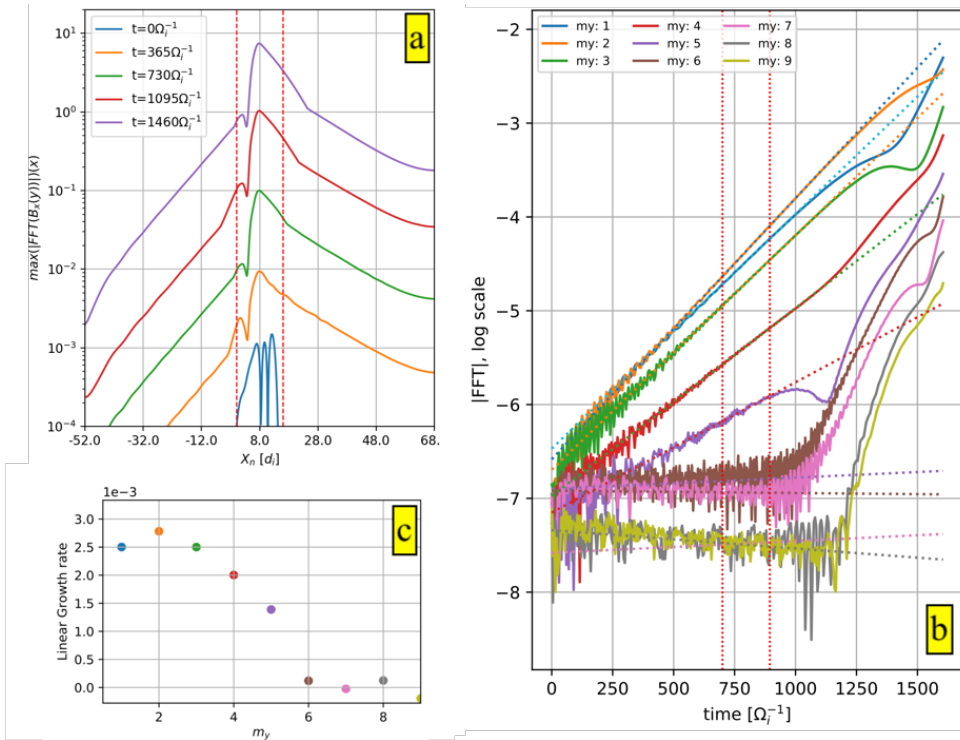 a
t=0Ω_i^{-1}
t=365Ω_i^{-1}
t=730Ω_i^{-1}
t=1095Ω_i^{-1}
t=1460Ω_i^{-1}
max(|FFT(B_x(y))|)(x)
10^1
10^0
10^{-1}
10^{-2}
10^{-3}
10^{-4}
-52.0 -32.0 -12.0 8.0 28.0 48.0 68.
X_n [d_i]
1e−3
c
Linear Growth rate
3.0
2.5
2.0
1.5
1.0
0.5
0.0
2 4 6 8
m_y
my: 1 my: 4 my: 7
my: 2 my: 5 my: 8
my: 3 my: 6 my: 9
|FFT|, log scale
−2
−3
−4
−5
−6
−7
−8
b
0 250 500 750 1000 1250 1500
time [Ω_i^{-1}]